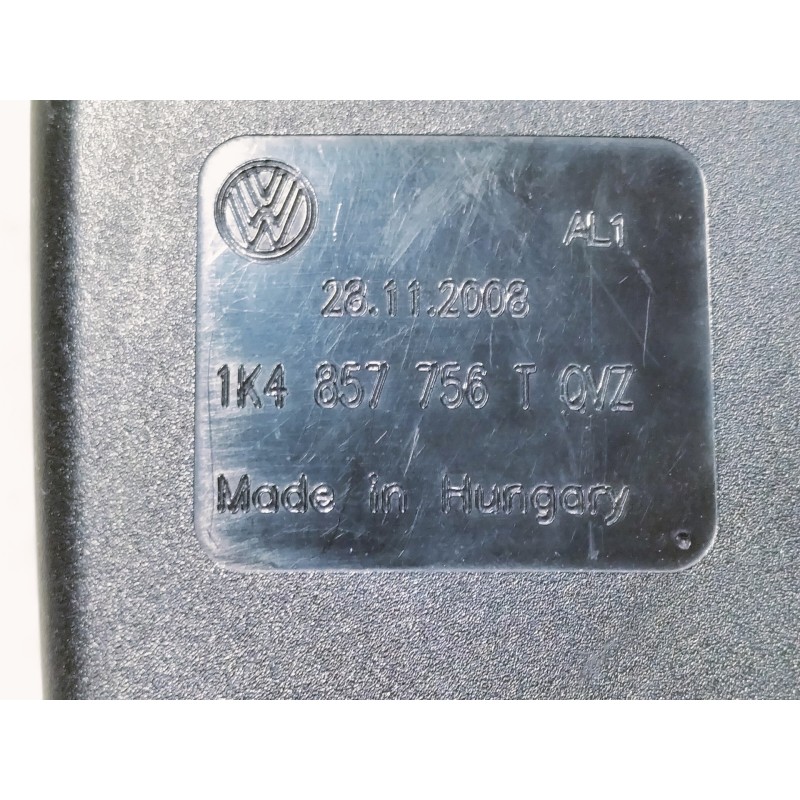 AL1
28.11.2008
1K4 857 756 T QVZ
Made in Hungary